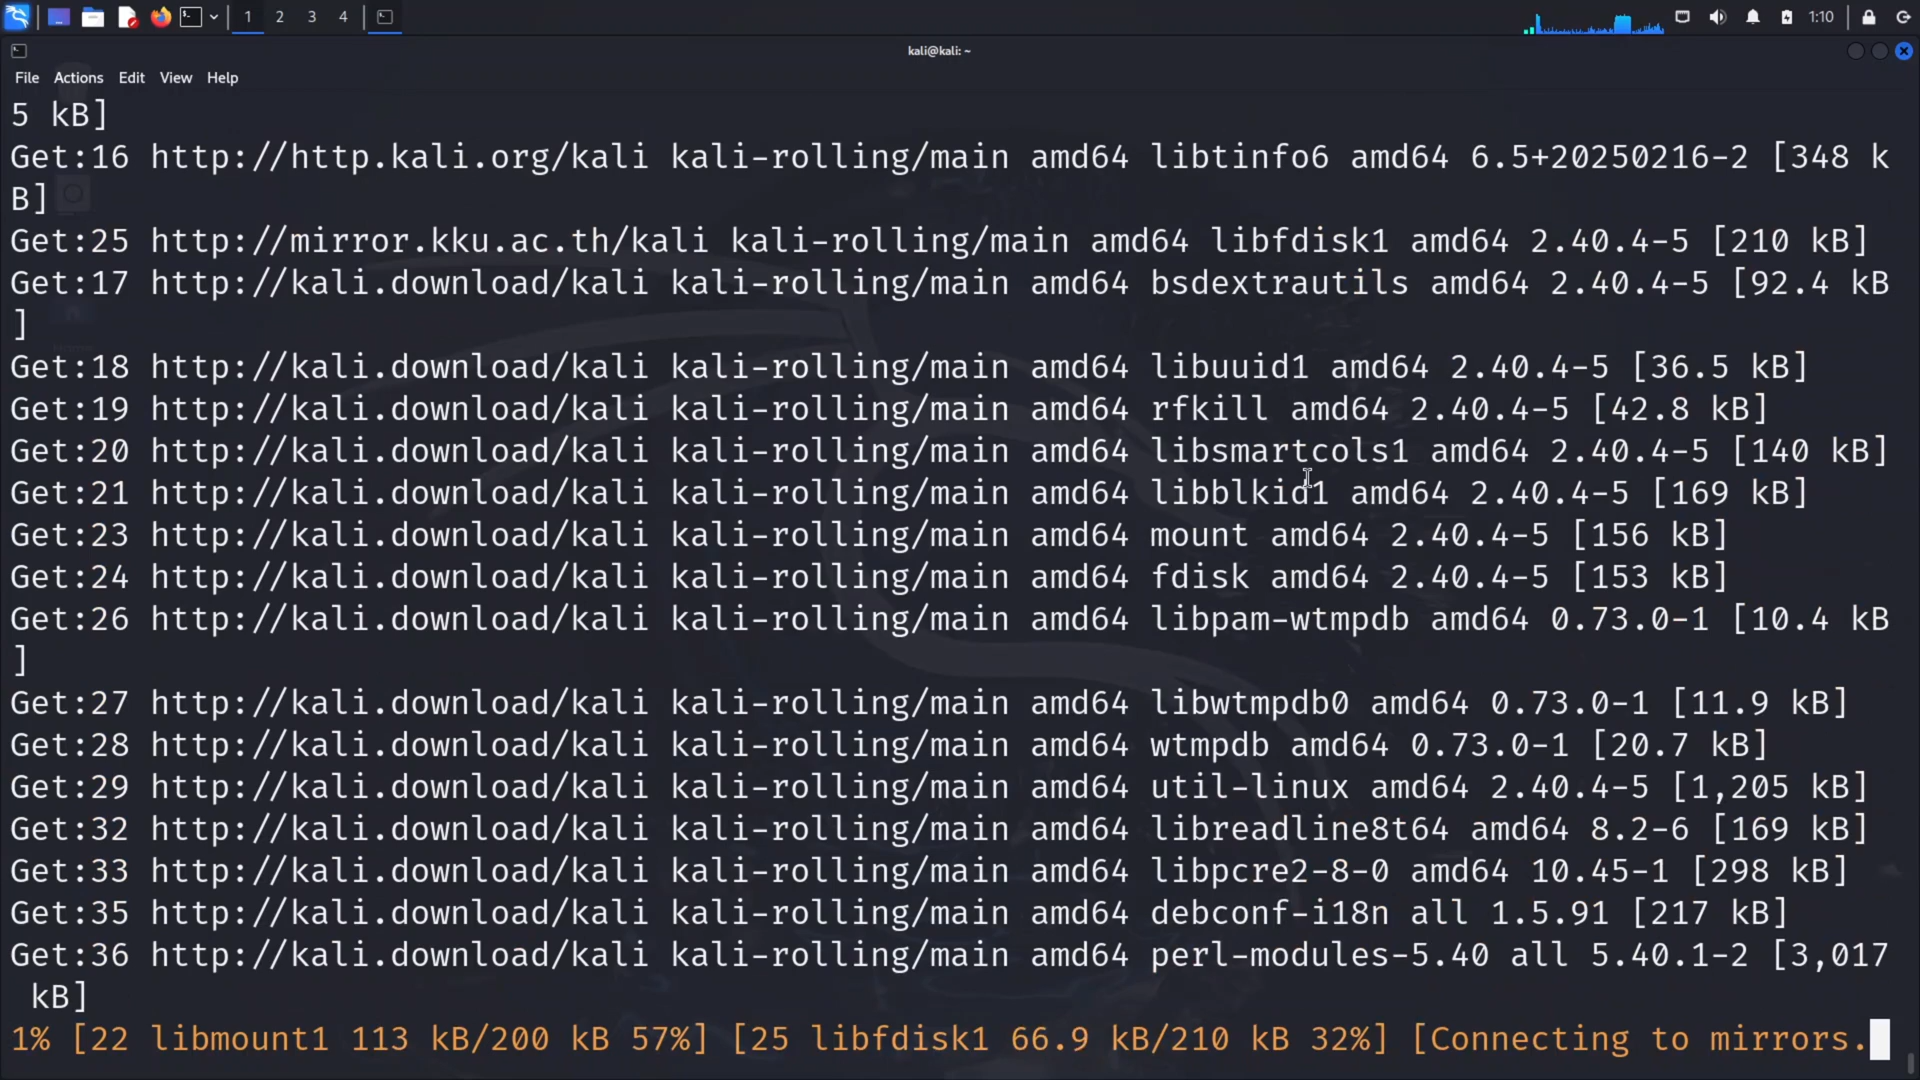 1 2 3 4 1:10
kali@kali: ~
File Actions Edit View Help
5 kB]
Get:16 http://http.kali.org/kali kali-rolling/main amd64 libtinfo6 amd64 6.5+20250216-2 [348 k
B]
Get:25 http://mirror.kku.ac.th/kali kali-rolling/main amd64 libfdisk1 amd64 2.40.4-5 [210 kB]
Get:17 http://kali.download/kali kali-rolling/main amd64 bsdextrautils amd64 2.40.4-5 [92.4 kB
]
Get:18 http://kali.download/kali kali-rolling/main amd64 libuuid1 amd64 2.40.4-5 [36.5 kB]
Get:19 http://kali.download/kali kali-rolling/main amd64 rfkill amd64 2.40.4-5 [42.8 kB]
Get:20 http://kali.download/kali kali-rolling/main amd64 libsmartcols1 amd64 2.40.4-5 [140 kB]
Get:21 http://kali.download/kali kali-rolling/main amd64 libblkid1 amd64 2.40.4-5 [169 kB]
Get:23 http://kali.download/kali kali-rolling/main amd64 mount amd64 2.40.4-5 [156 kB]
Get:24 http://kali.download/kali kali-rolling/main amd64 fdisk amd64 2.40.4-5 [153 kB]
Get:26 http://kali.download/kali kali-rolling/main amd64 libpam-wtmpdb amd64 0.73.0-1 [10.4 kB
]
Get:27 http://kali.download/kali kali-rolling/main amd64 libwtmpdb0 amd64 0.73.0-1 [11.9 kB]
Get:28 http://kali.download/kali kali-rolling/main amd64 wtmpdb amd64 0.73.0-1 [20.7 kB]
Get:29 http://kali.download/kali kali-rolling/main amd64 util-linux amd64 2.40.4-5 [1,205 kB]
Get:32 http://kali.download/kali kali-rolling/main amd64 libreadline8t64 amd64 8.2-6 [169 kB]
Get:33 http://kali.download/kali kali-rolling/main amd64 libpcre2-8-0 amd64 10.45-1 [298 kB]
Get:35 http://kali.download/kali kali-rolling/main amd64 debconf-i18n all 1.5.91 [217 kB]
Get:36 http://kali.download/kali kali-rolling/main amd64 perl-modules-5.40 all 5.40.1-2 [3,017
kB]
1% [22 libmount1 113 kB/200 kB 57%] [25 libfdisk1 66.9 kB/210 kB 32%] [Connecting to mirrors.